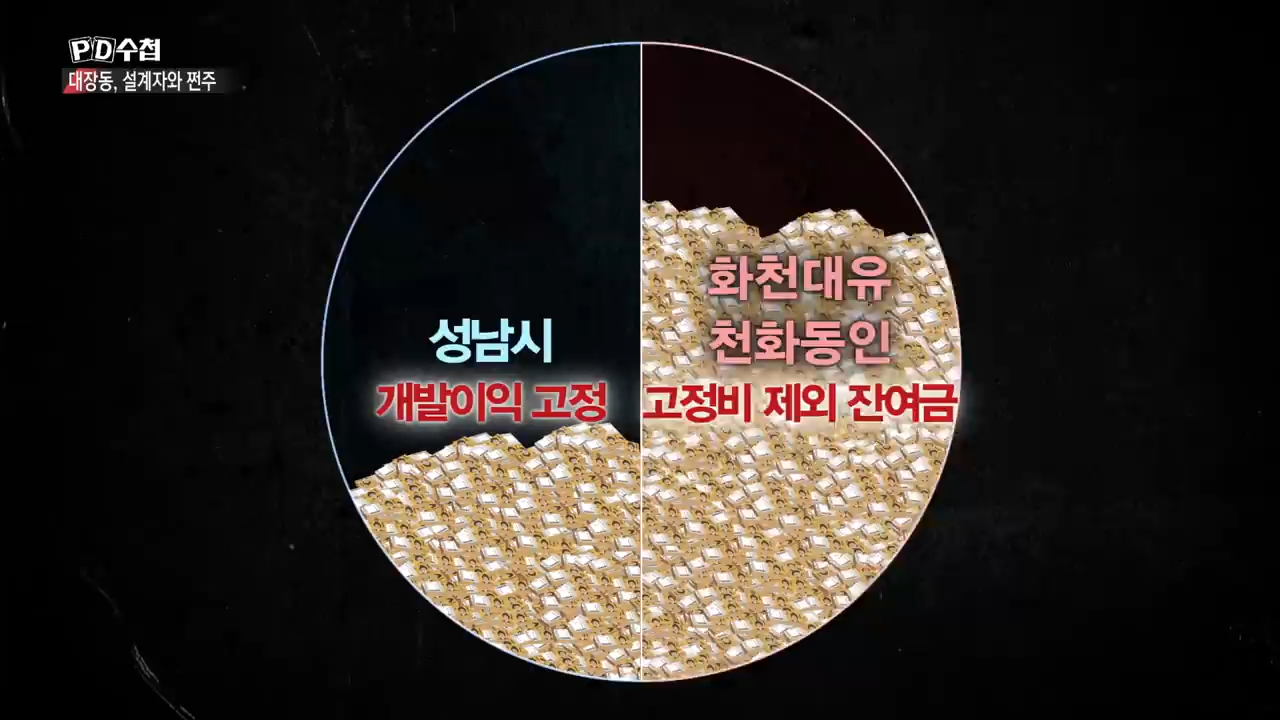 PD수첩
대장동, 설계자와 쩐주
성남시
개발이익 고정
화천대유
천화동인
고정비 제외 잔여금